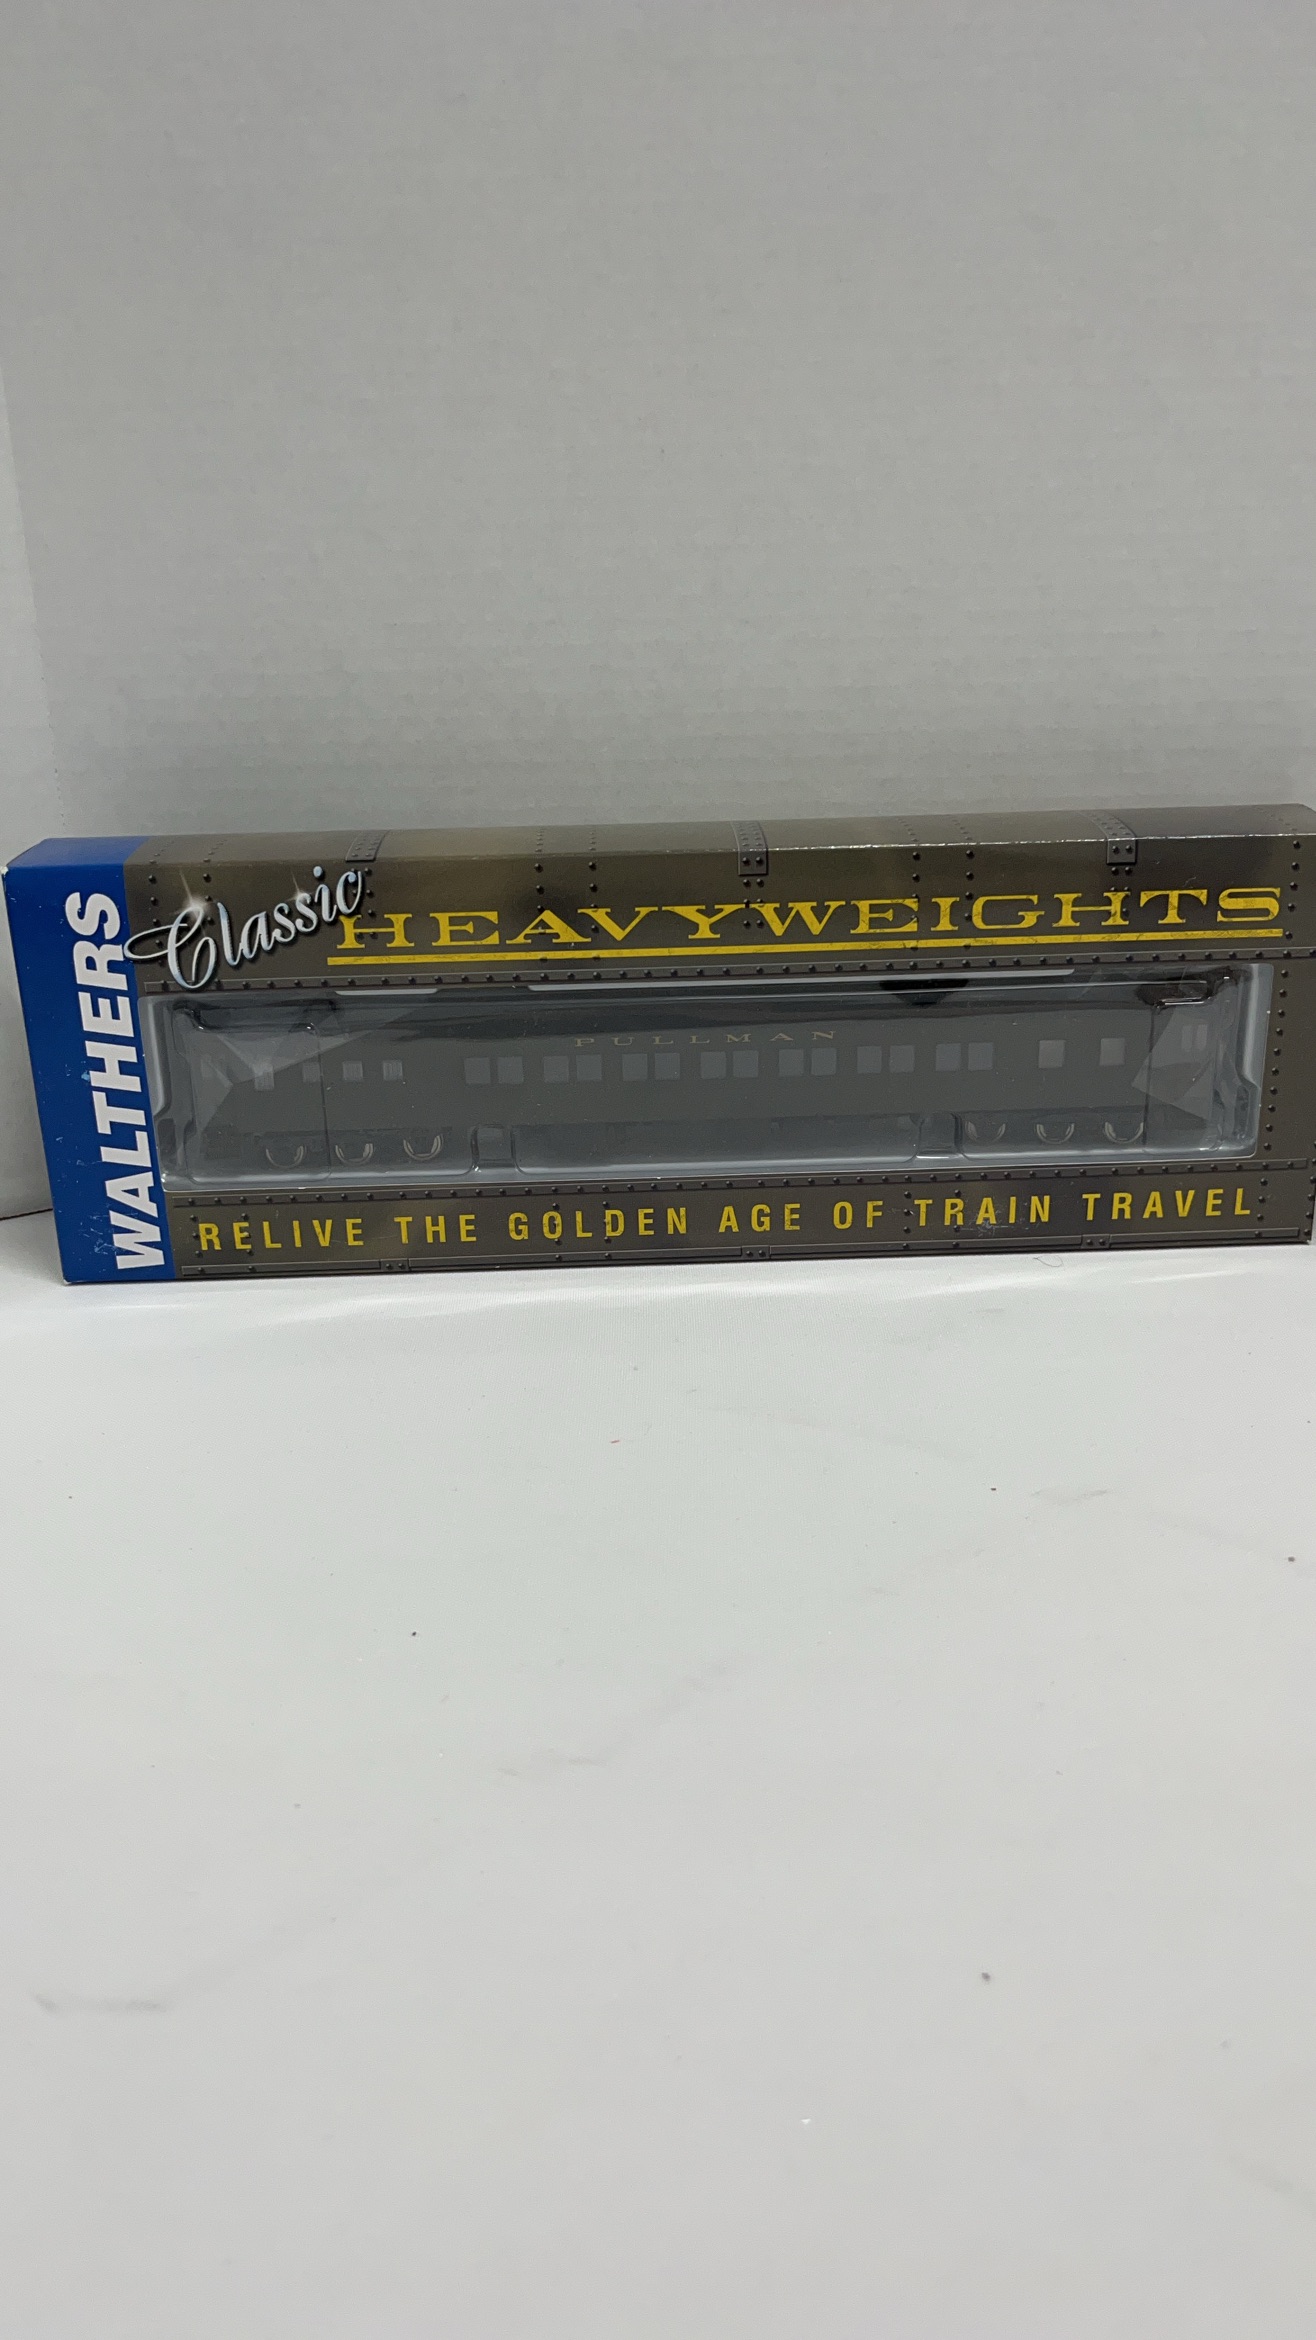 WALTHERS
Classic HEAVYWEIGHTS
PULLMAN
RELIVE THE GOLDEN AGE OF TRAIN TRAVEL